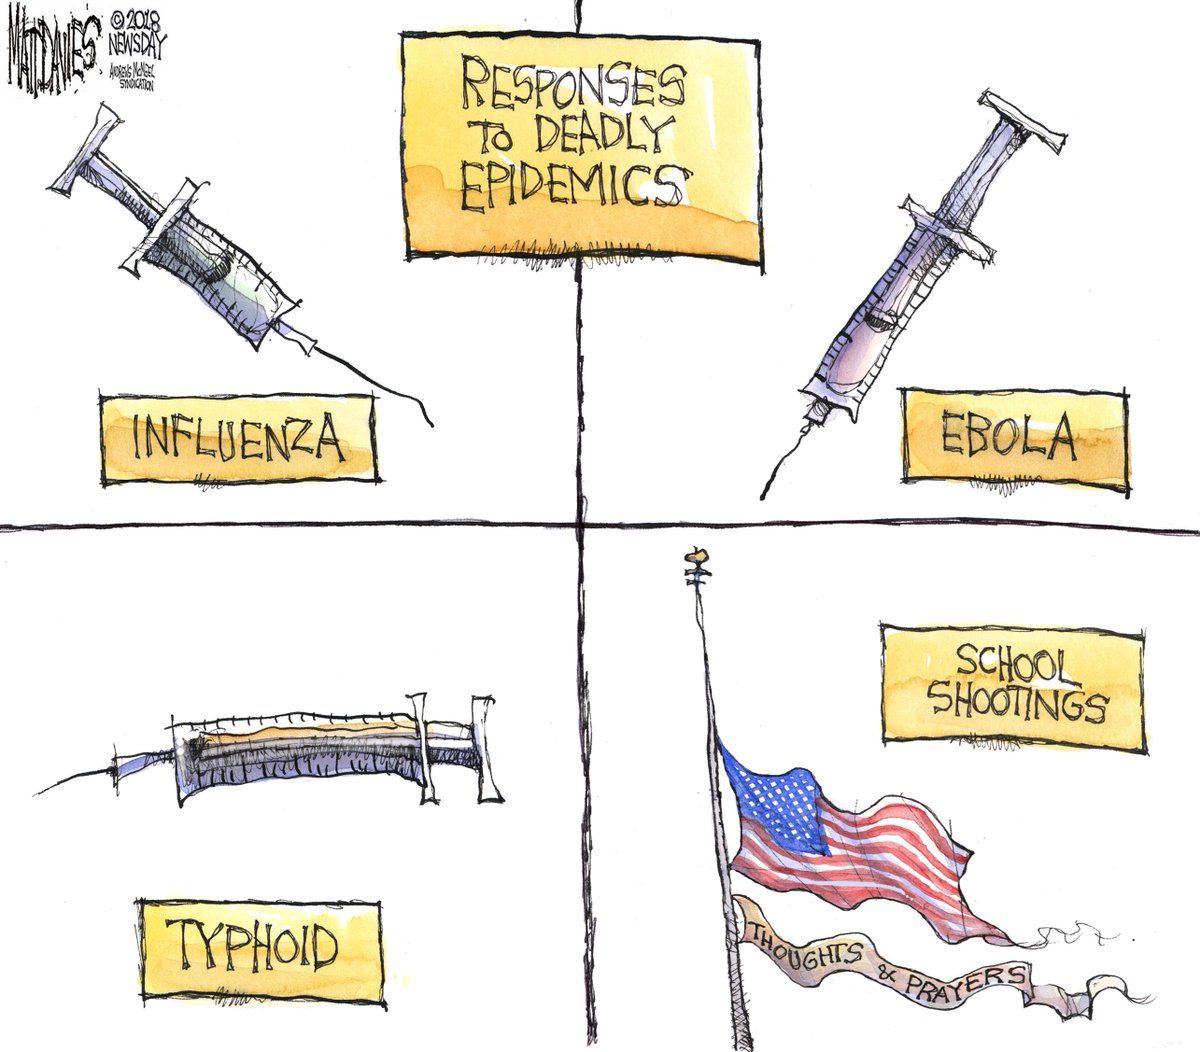 MATT DAVIES
© 2018
NEWSDAY
ANDREWS McMEEL
SYNDICATION
RESPONSES
TO DEADLY
EPIDEMICS
INFLUENZA
EBOLA
TYPHOID
SCHOOL
SHOOTINGS
THOUGHTS & PRAYERS